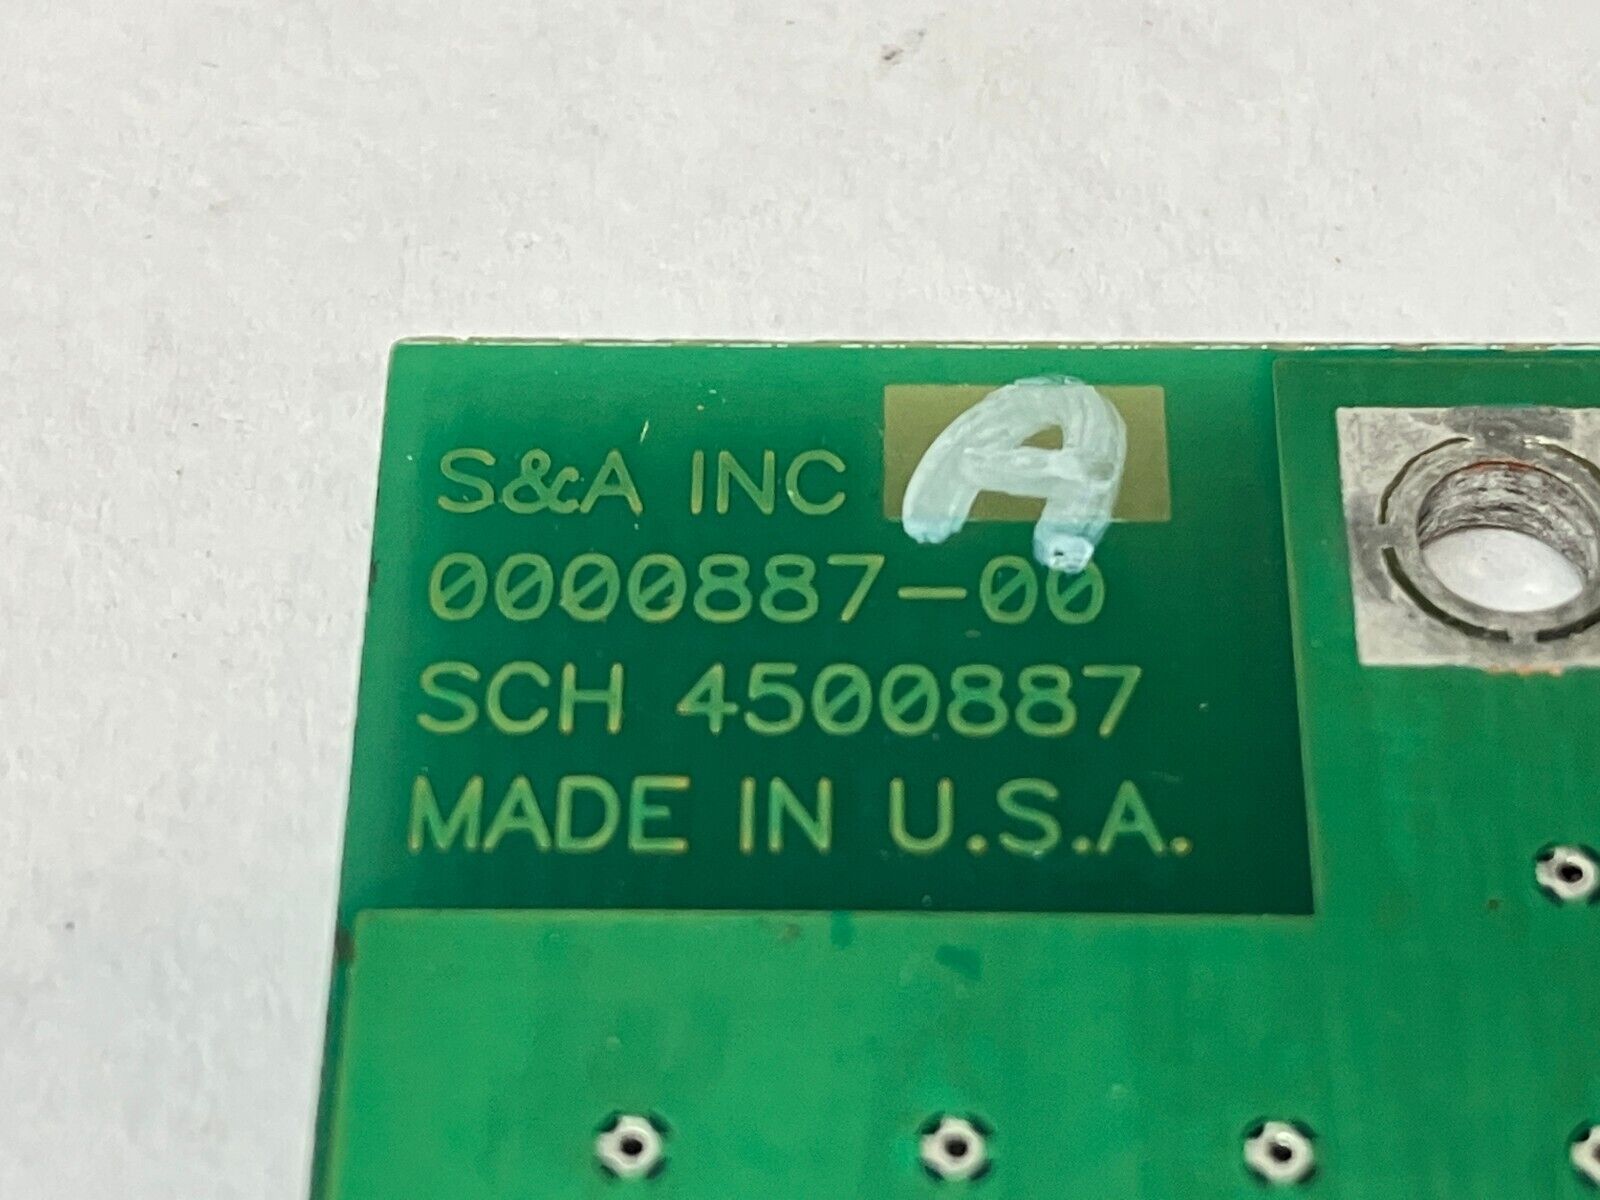 S&A INC A
0000887-00
SCH 4500887
MADE IN U.S.A.